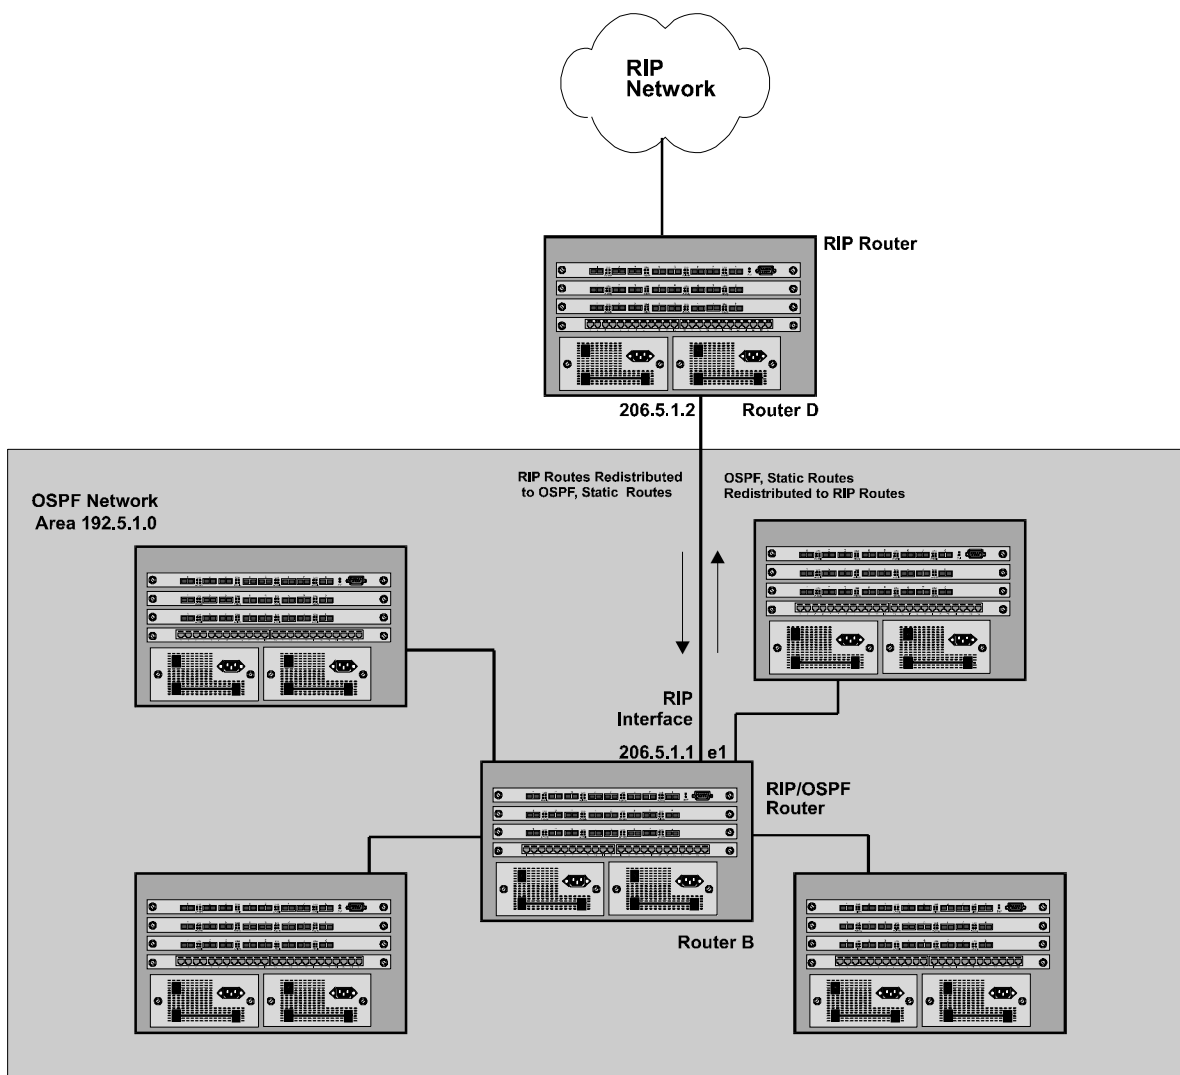 RIP
Network
RIP Router
206.5.1.2
Router D
RIP Routes Redistributed
to OSPF, Static Routes
OSPF, Static Routes
Redistributed to RIP Routes
OSPF Network
Area 192.5.1.0
RIP
Interface
206.5.1.1
e1
RIP/OSPF
Router
Router B